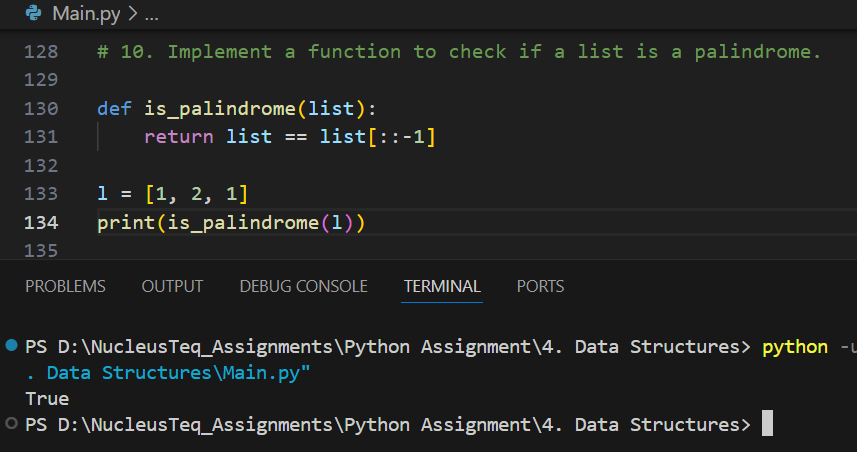 Main.py > ...
128 # 10. Implement a function to check if a list is a palindrome.
129
130 def is_palindrome(list):
131     return list == list[::-1]
132
133 l = [1, 2, 1]
134 print(is_palindrome(l))
135
PROBLEMS OUTPUT DEBUG CONSOLE TERMINAL PORTS
PS D:\NucleusTeq_Assignments\Python Assignment\4. Data Structures> python -u
. Data Structures\Main.py"
True
PS D:\NucleusTeq_Assignments\Python Assignment\4. Data Structures>